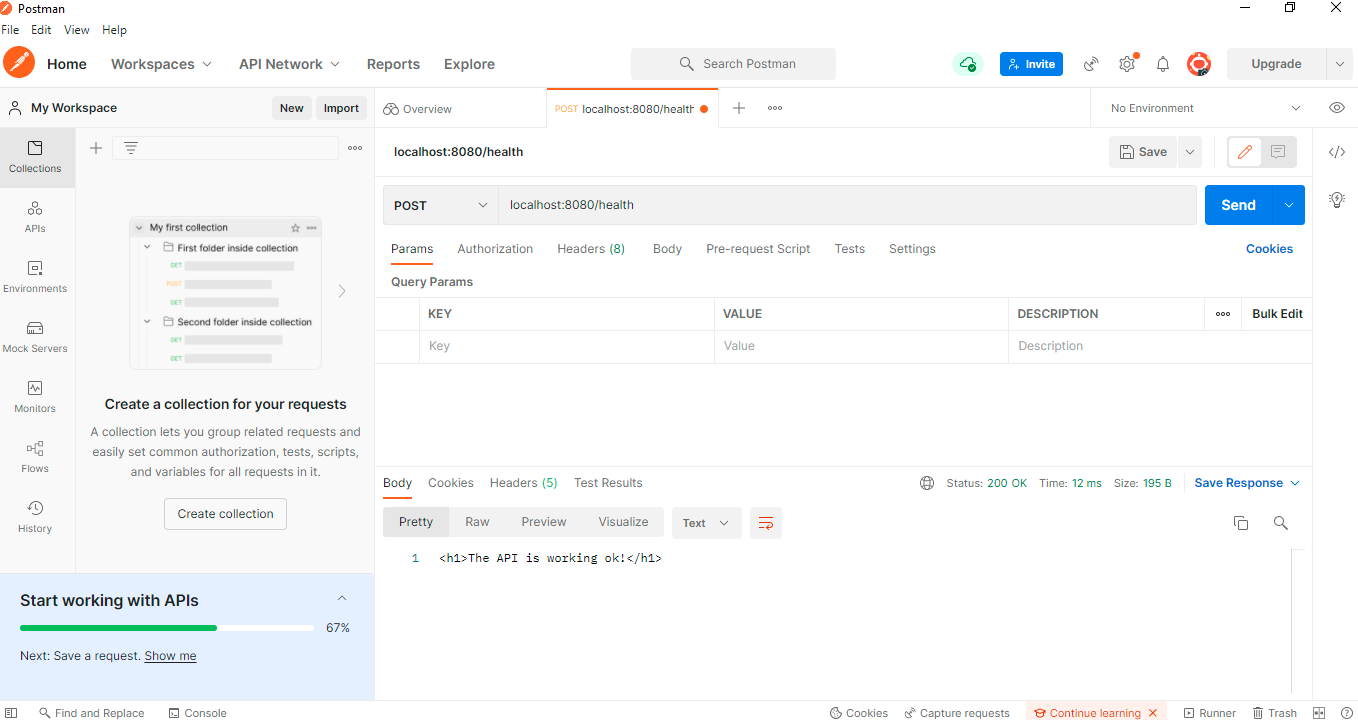 Postman
File Edit View Help
Home Workspaces API Network Reports Explore Search Postman Invite Upgrade
My Workspace New Import Overview POST localhost:8080/health No Environment
Collections
APIs
Environments
Mock Servers
Monitors
Flows
History
My first collection
First folder inside collection
GET
POST
GET
Second folder inside collection
GET
GET
Create a collection for your requests
A collection lets you group related requests and
easily set common authorization, tests, scripts,
and variables for all requests in it.
Create collection
Start working with APIs
67%
Next: Save a request. Show me
localhost:8080/health Save
POST localhost:8080/health Send
Params Authorization Headers (8) Body Pre-request Script Tests Settings Cookies
Query Params
KEY VALUE DESCRIPTION Bulk Edit
Key Value Description
Body Cookies Headers (5) Test Results Status: 200 OK Time: 12 ms Size: 195 B Save Response
Pretty Raw Preview Visualize Text
1 <h1>The API is working ok!</h1>
Find and Replace Console Cookies Capture requests Continue learning Runner Trash